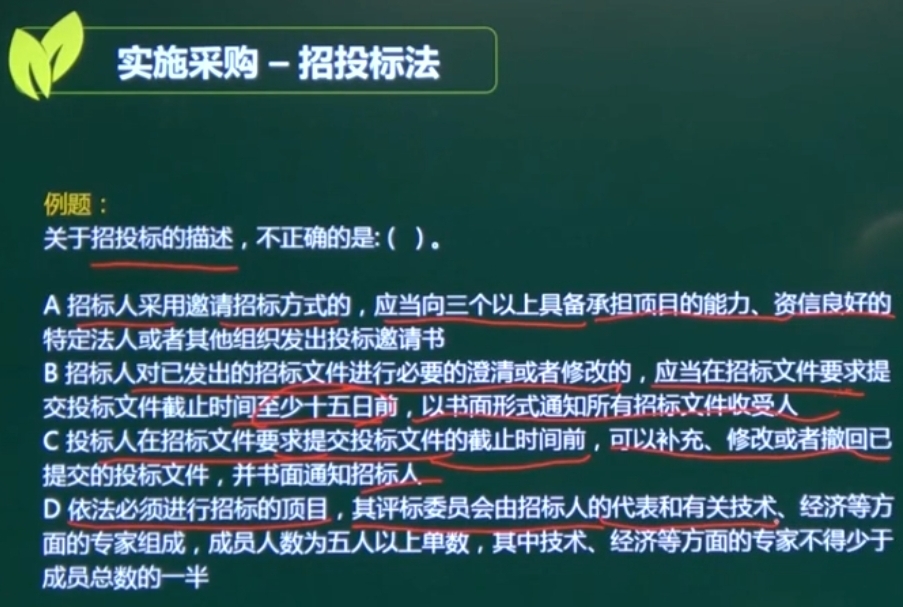 实施采购 – 招投标法
例题：
关于招投标的描述，不正确的是:(  )。
A 招标人采用邀请招标方式的，应当向三个以上具备承担项目的能力、资信良好的
特定法人或者其他组织发出投标邀请书
B 招标人对已发出的招标文件进行必要的澄清或者修改的，应当在招标文件要求提
交投标文件截止时间至少十五日前，以书面形式通知所有招标文件收受人
C 投标人在招标文件要求提交投标文件的截止时间前，可以补充、修改或者撤回已
提交的投标文件，并书面通知招标人
D 依法必须进行招标的项目，其评标委员会由招标人的代表和有关技术、经济等方
面的专家组成，成员人数为五人以上单数，其中技术、经济等方面的专家不得少于
成员总数的一半